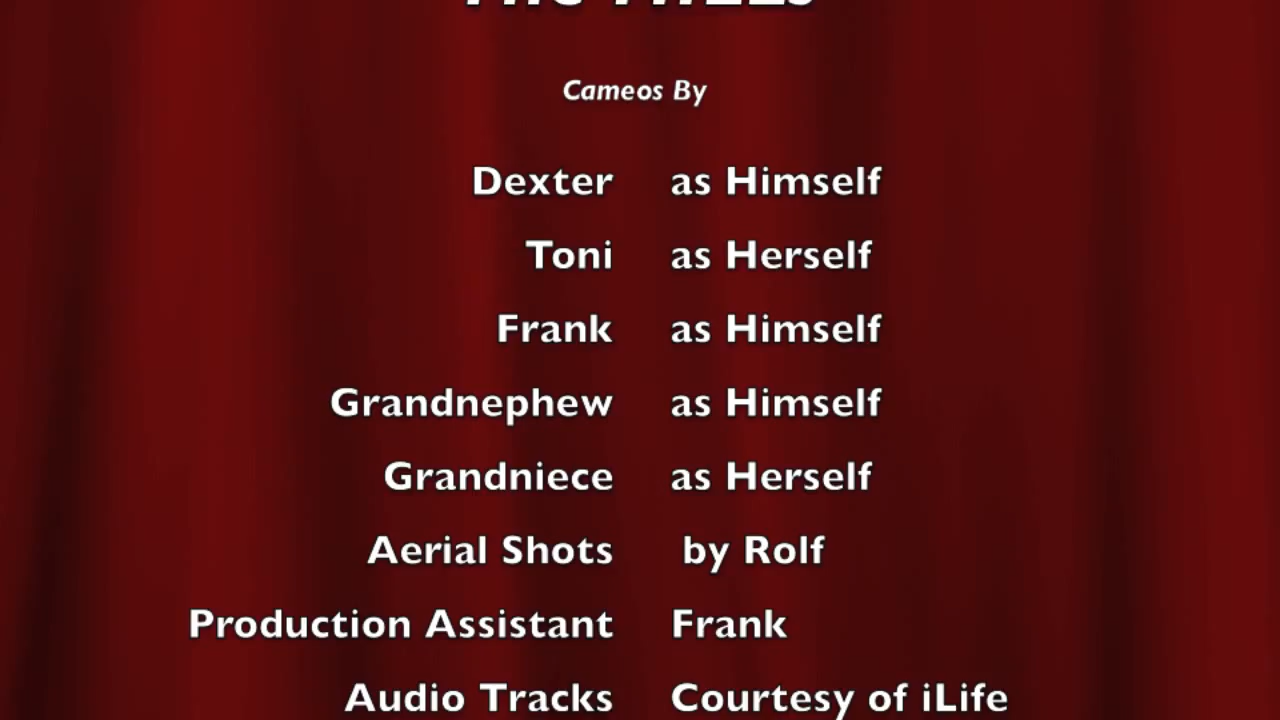 Cameos By
Dexter as Himself
Toni as Herself
Frank as Himself
Grandnephew as Himself
Grandniece as Herself
Aerial Shots by Rolf
Production Assistant Frank
Audio Tracks Courtesy of iLife